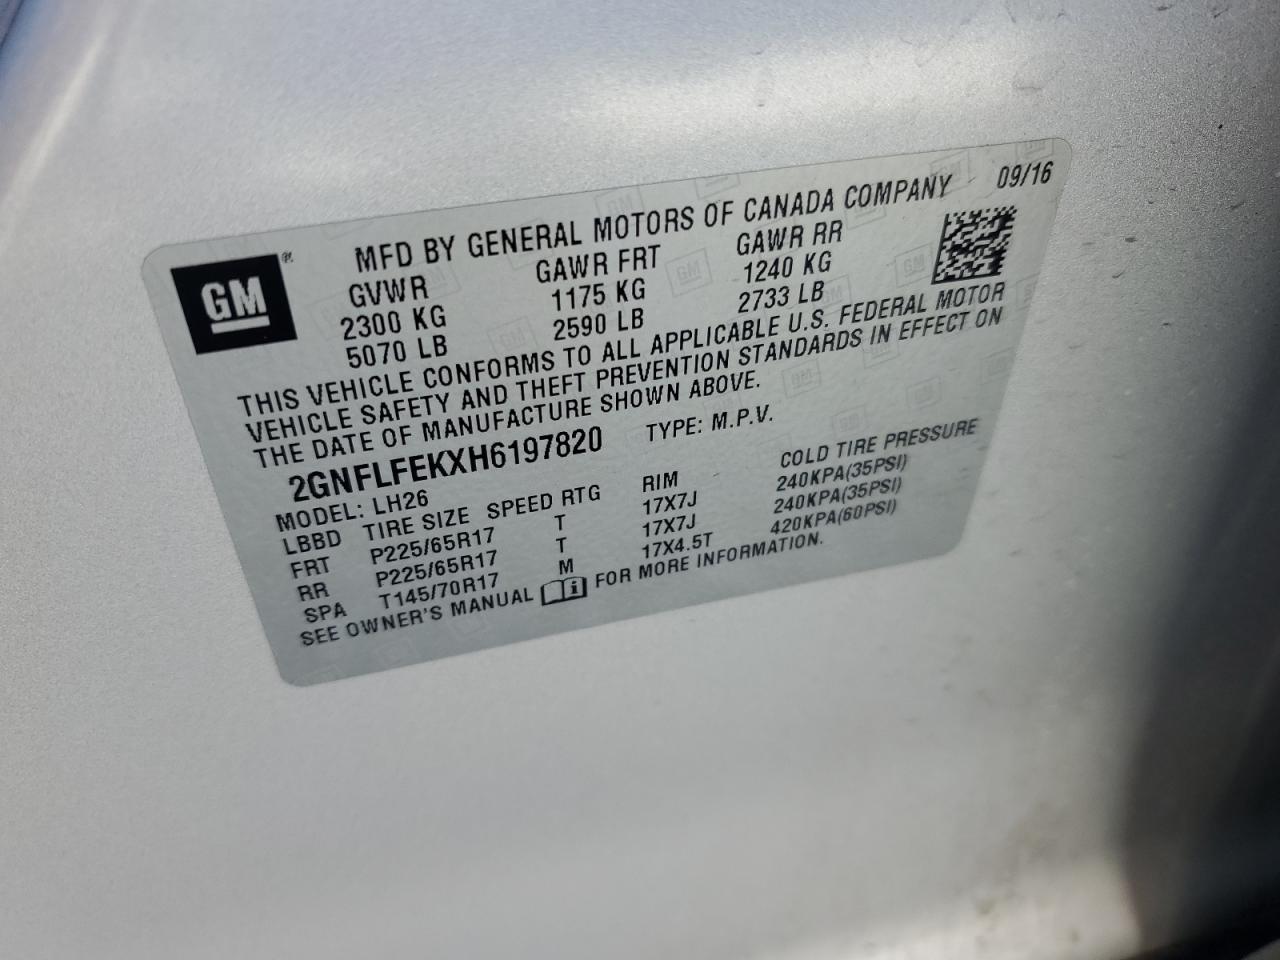 MFD BY GENERAL MOTORS OF CANADA COMPANY 09/16
GM ®
GVWR GAWR FRT GAWR RR
2300 KG 1175 KG 1240 KG
5070 LB 2590 LB 2733 LB
THIS VEHICLE CONFORMS TO ALL APPLICABLE U.S. FEDERAL MOTOR
VEHICLE SAFETY AND THEFT PREVENTION STANDARDS IN EFFECT ON
THE DATE OF MANUFACTURE SHOWN ABOVE.
2GNFLFEKXH6197820 TYPE: M.P.V.
MODEL: LH26
LBBD TIRE SIZE SPEED RTG RIM COLD TIRE PRESSURE
FRT P225/65R17 T 17X7J 240KPA(35PSI)
RR P225/65R17 T 17X7J 240KPA(35PSI)
SPA T145/70R17 M 17X4.5T 420KPA(60PSI)
SEE OWNER'S MANUAL i FOR MORE INFORMATION.